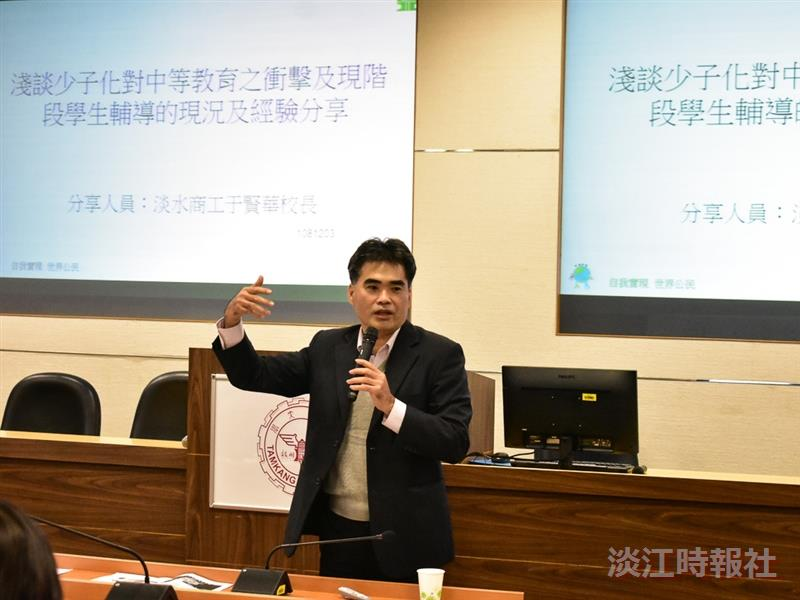 淺談少子化對中等教育之衝擊及現階
段學生輔導的現況及經驗分享
分享人員：淡水商工于賢華校長
1081203
自我實現 世界公民
淺談少子化對中
段學生輔導的
分享人員：
自我實現 世界公民
PHILIPS
TAMKANG
淡江時報社